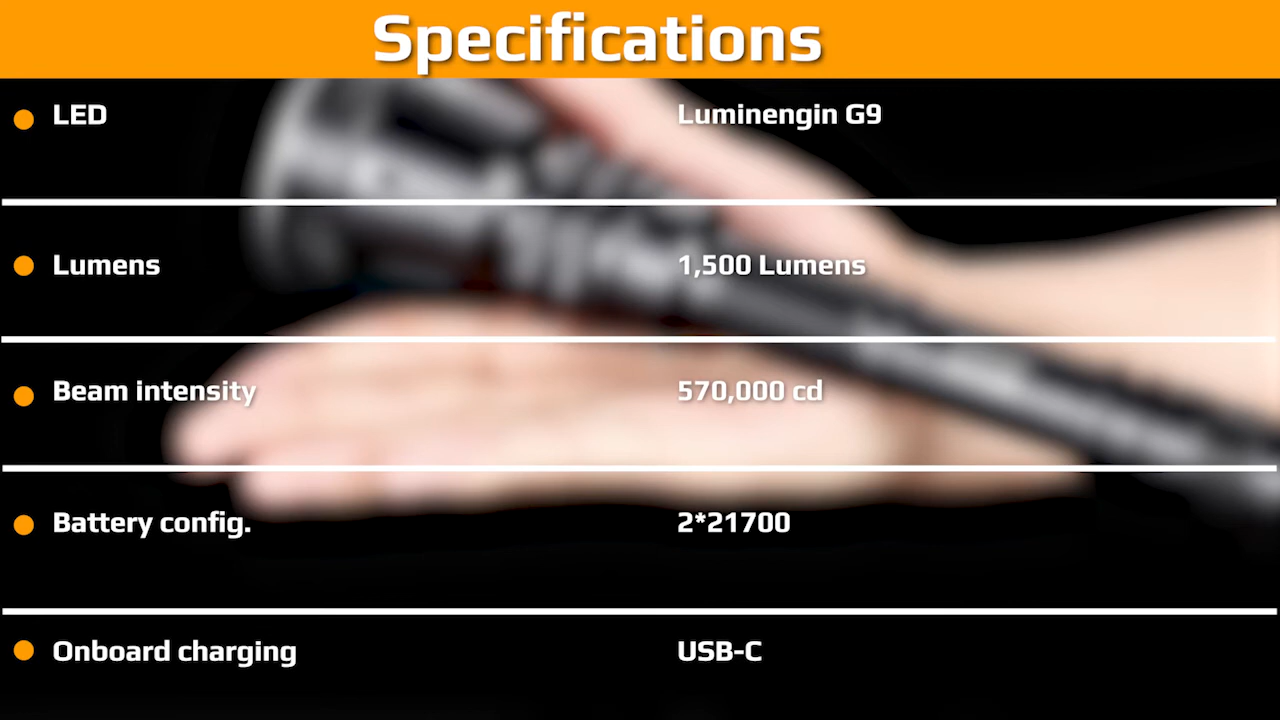 Specifications
LED Luminengin G9
Lumens 1,500 Lumens
Beam intensity 570,000 cd
Battery config. 2*21700
Onboard charging USB-C